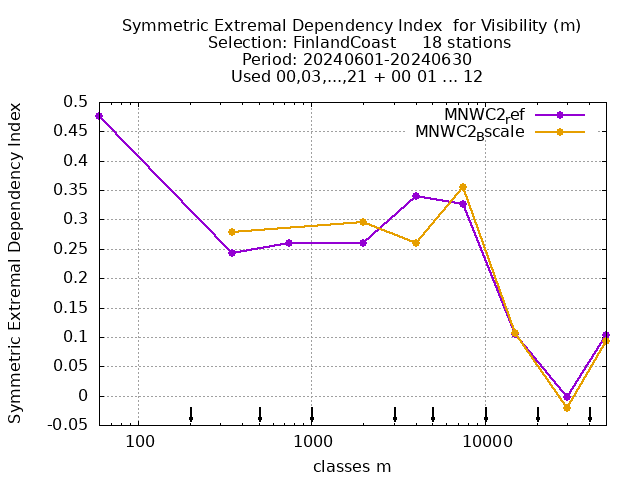 Symmetric Extremal Dependency Index  for Visibility (m)
Selection: FinlandCoast     18 stations
Period: 20240601-20240630
Used 00,03,...,21 + 00 01 ... 12
Symmetric Extremal Dependency Index
0.5
0.45
0.4
0.35
0.3
0.25
0.2
0.15
0.1
0.05
0
-0.05
MNWC2ref
MNWC2Bscale
100
1000
10000
classes m